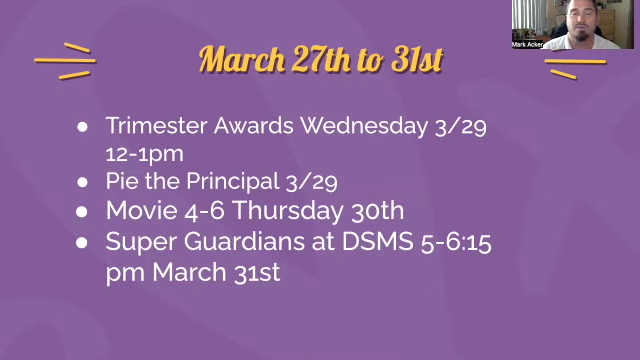 Mark Acker
March 27th to 31st
● Trimester Awards Wednesday 3/29
12-1pm
● Pie the Principal 3/29
● Movie 4-6 Thursday 30th
● Super Guardians at DSMS 5-6:15
pm March 31st